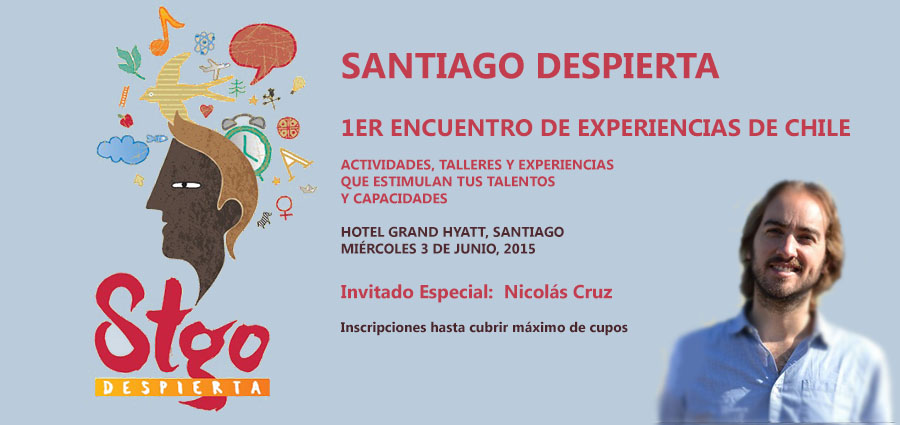 SANTIAGO DESPIERTA
1ER ENCUENTRO DE EXPERIENCIAS DE CHILE
ACTIVIDADES, TALLERES Y EXPERIENCIAS
QUE ESTIMULAN TUS TALENTOS
Y CAPACIDADES
HOTEL GRAND HYATT, SANTIAGO
MIÉRCOLES 3 DE JUNIO, 2015
Invitado Especial: Nicolás Cruz
Inscripciones hasta cubrir máximo de cupos
A
Stgo
DESPIERTA